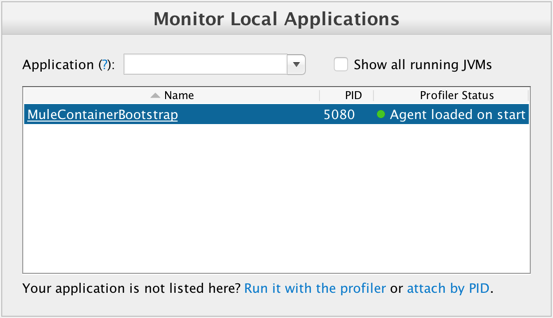 Monitor Local Applications
Application (?):
Show all running JVMs
Name PID Profiler Status
MuleContainerBootstrap 5080 Agent loaded on start
Your application is not listed here? Run it with the profiler or attach by PID.